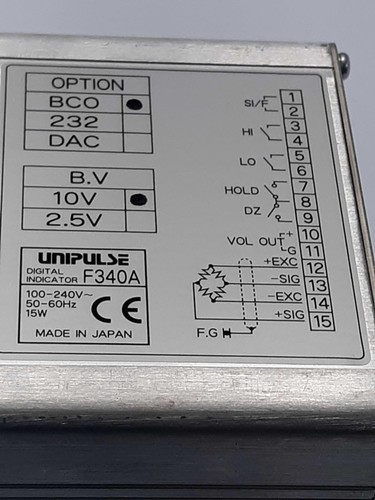 OPTION
BCO
232
DAC
B.V
10V
2.5V
UNIPULSE
DIGITAL
INDICATOR F340A
100-240V~
50-60Hz
15W
CE
MADE IN JAPAN
SI/F 1
2
HI 3
4
LO 5
6
HOLD 7
8
DZ 9
VOL OUT + 10
G 11
+EXC 12
-SIG 13
-EXC 14
+SIG 15
F.G